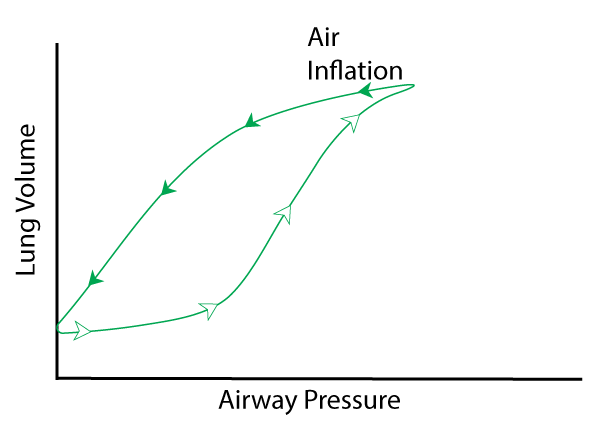 Air
Inflation
Lung Volume
Airway Pressure